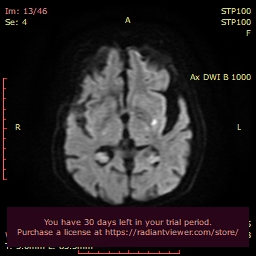 Im: 13/46
Se: 4
A
STP100
STP100
F
Ax DWI B 1000
R
L
You have 30 days left in your trial period.
Purchase a license at https://radiantviewer.com/store/